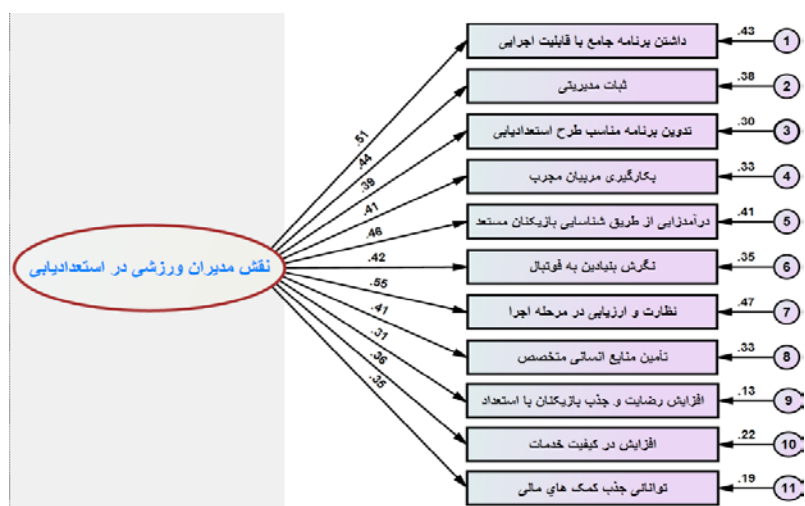 داشتن برنامه جامع با قابلیت اجرایی
.43
1
.51
ثبات مدیریتی
.38
2
.44
تدوین برنامه مناسب طرح استعدادیابی
.30
3
.39
بکارگیری مربیان مجرب
.33
4
.41
درآمدزایی از طریق شناسایی بازیکنان مستعد
.41
5
.46
نقش مدیران ورزشی در استعدادیابی
نگرش بنیادین به فوتبال
.35
6
.42
نظارت و ارزیابی در مرحله اجرا
.47
7
.55
تأمین منابع انسانی متخصص
.33
8
.41
افزایش رضایت و جذب بازیکنان با استعداد
.13
9
.31
افزایش در کیفیت خدمات
.22
10
.36
توانائی جذب کمک های مالی
.19
11
.35